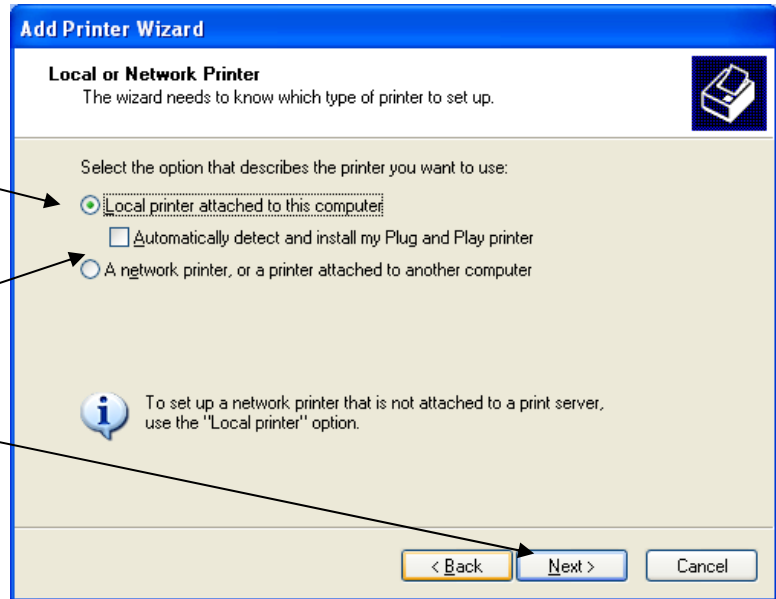 Add Printer Wizard
Local or Network Printer
The wizard needs to know which type of printer to set up.
Select the option that describes the printer you want to use:
Local printer attached to this computer
Automatically detect and install my Plug and Play printer
A network printer, or a printer attached to another computer
To set up a network printer that is not attached to a print server,
use the "Local printer" option.
< Back Next > Cancel